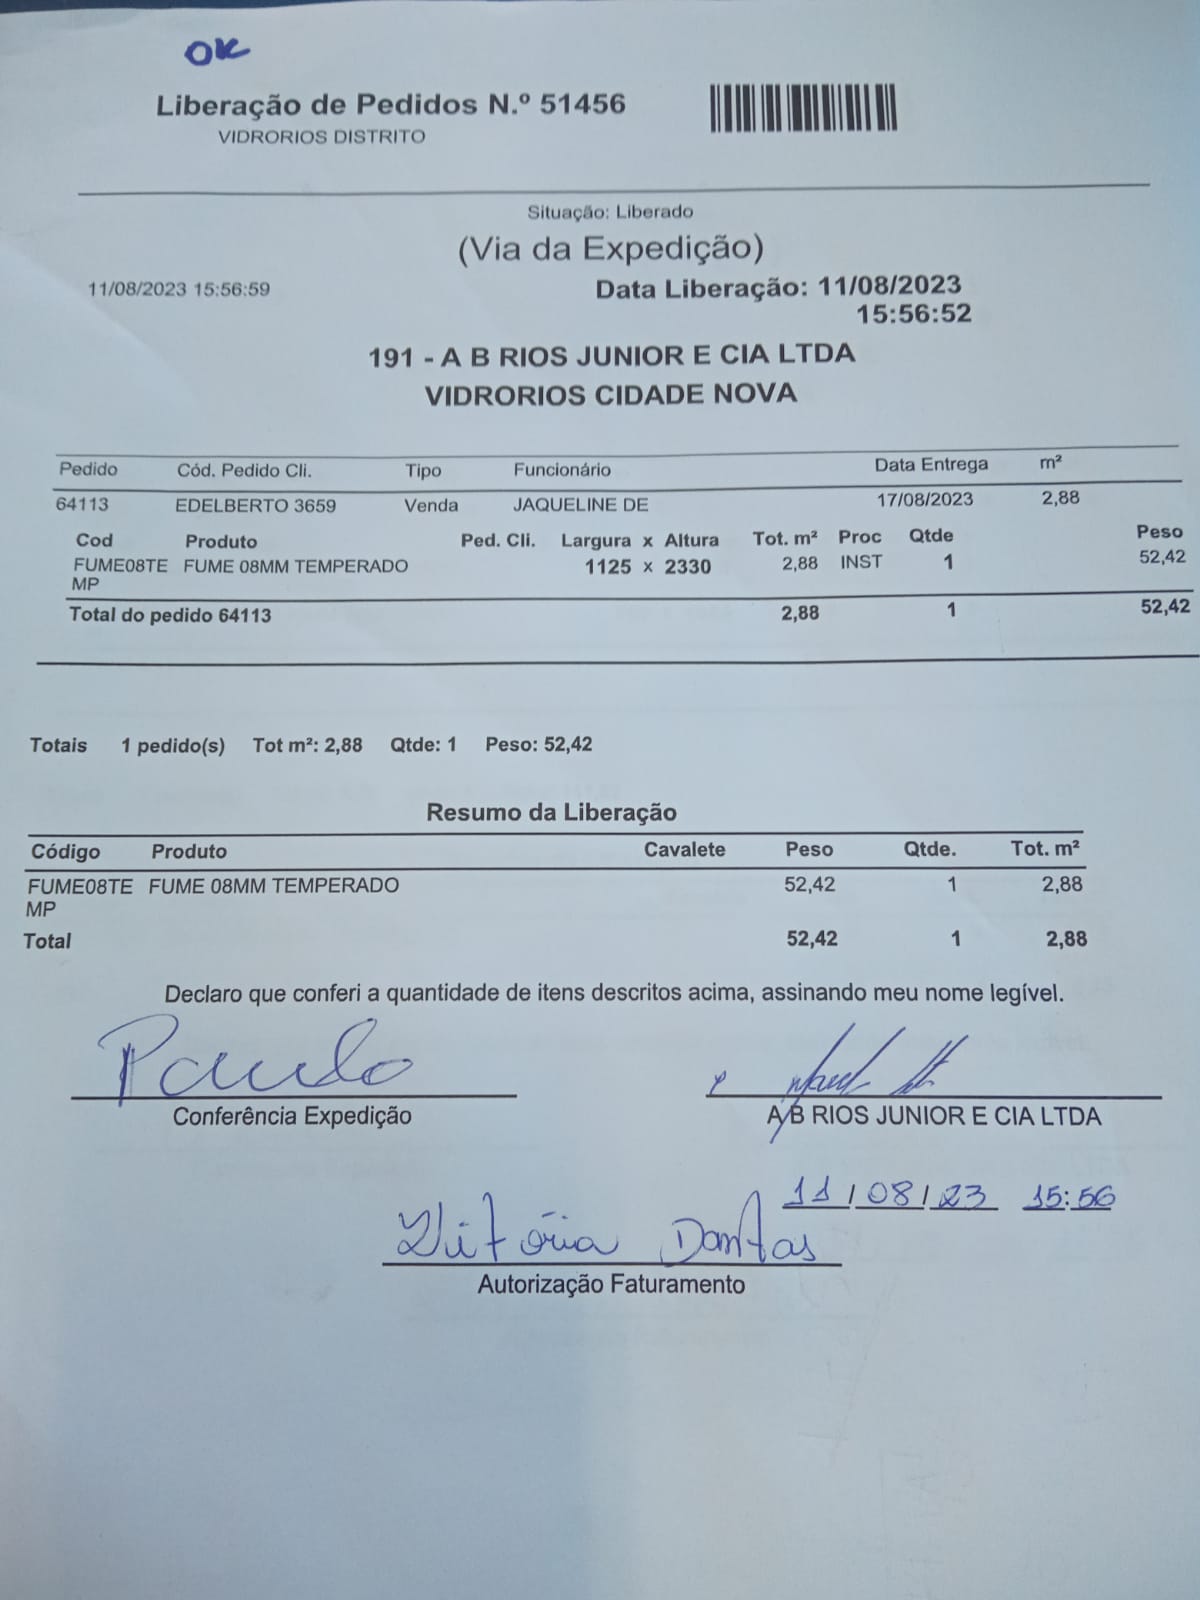 OK
Liberação de Pedidos N.º 51456
VIDRORIOS DISTRITO
Situação: Liberado
(Via da Expedição)
11/08/2023 15:56:59
Data Liberação: 11/08/2023
15:56:52
191 - A B RIOS JUNIOR E CIA LTDA
VIDRORIOS CIDADE NOVA
Pedido Cód. Pedido Cli. Tipo Funcionário Data Entrega m²
64113 EDELBERTO 3659 Venda JAQUELINE DE 17/08/2023 2,88
Cod Produto Ped. Cli. Largura x Altura Tot. m² Proc Qtde Peso
FUME08TE FUME 08MM TEMPERADO 1125 x 2330 2,88 INST 1 52,42
MP
Total do pedido 64113 2,88 1 52,42
Totais 1 pedido(s) Tot m²: 2,88 Qtde: 1 Peso: 52,42
Resumo da Liberação
Código Produto Cavalete Peso Qtde. Tot. m²
FUME08TE FUME 08MM TEMPERADO 52,42 1 2,88
MP
Total 52,42 1 2,88
Declaro que conferi a quantidade de itens descritos acima, assinando meu nome legível.
Paulo
Conferência Expedição
A B RIOS JUNIOR E CIA LTDA
11/08/23 15:56
Vitória Dantas
Autorização Faturamento